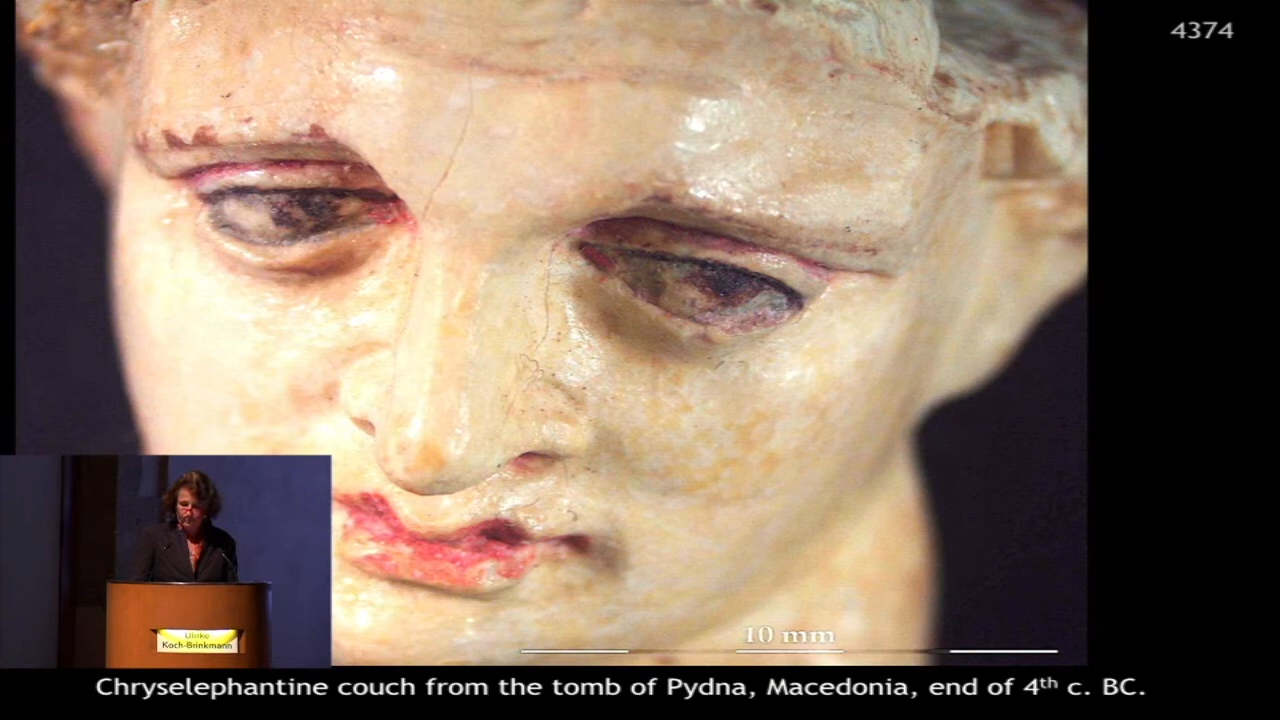 4374
10 mm
Ulrike
Koch-Brinkmann
Chryselephantine couch from the tomb of Pydna, Macedonia, end of 4th c. BC.